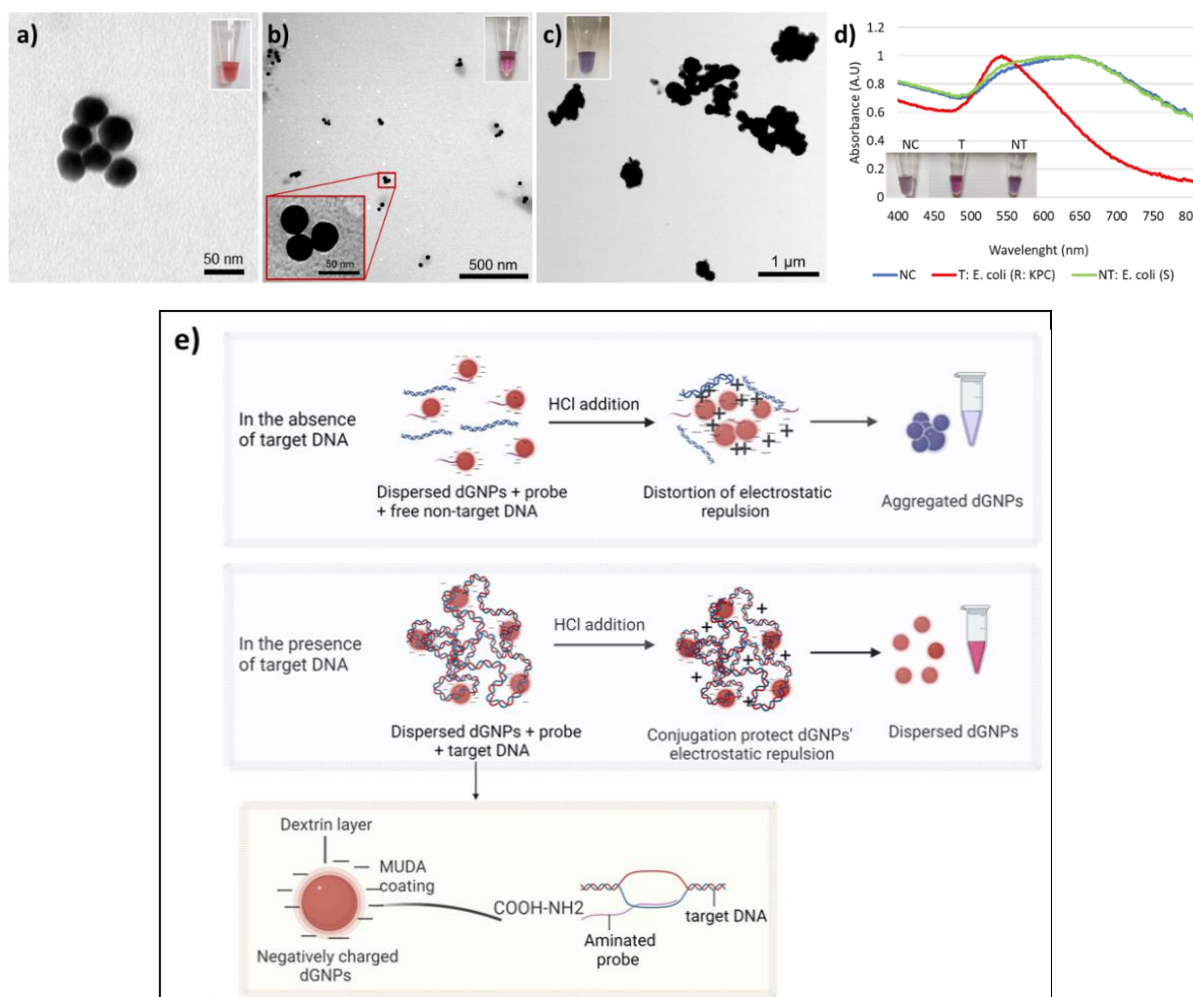 a)
50 nm
b)
50 nm
500 nm
c)
1 µm
d)
Absorbance (A.U)
1.2
1
0.8
0.6
0.4
0.2
0
NC T NT
400 450 500 550 600 650 700 750 80
Wavelenght (nm)
NC T: E. coli (R: KPC) NT: E. coli (S)
e)
In the absence
of target DNA
Dispersed dGNPs + probe
+ free non-target DNA
HCl addition
Distortion of electrostatic
repulsion
Aggregated dGNPs
In the presence
of target DNA
Dispersed dGNPs + probe
+ target DNA
HCl addition
Conjugation protect dGNPs'
electrostatic repulsion
Dispersed dGNPs
Dextrin layer
MUDA
coating
Negatively charged
dGNPs
COOH-NH2
Aminated
probe
target DNA